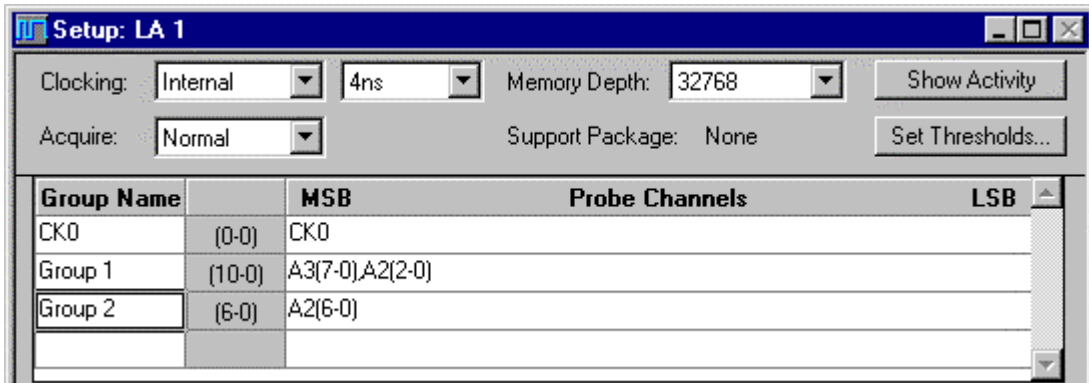 Setup: LA 1
Clocking: Internal 4ns Memory Depth: 32768 Show Activity
Acquire: Normal Support Package: None Set Thresholds...
Group Name MSB Probe Channels LSB
CK0 (0-0) CK0
Group 1 (10-0) A3(7-0),A2(2-0)
Group 2 (6-0) A2(6-0)